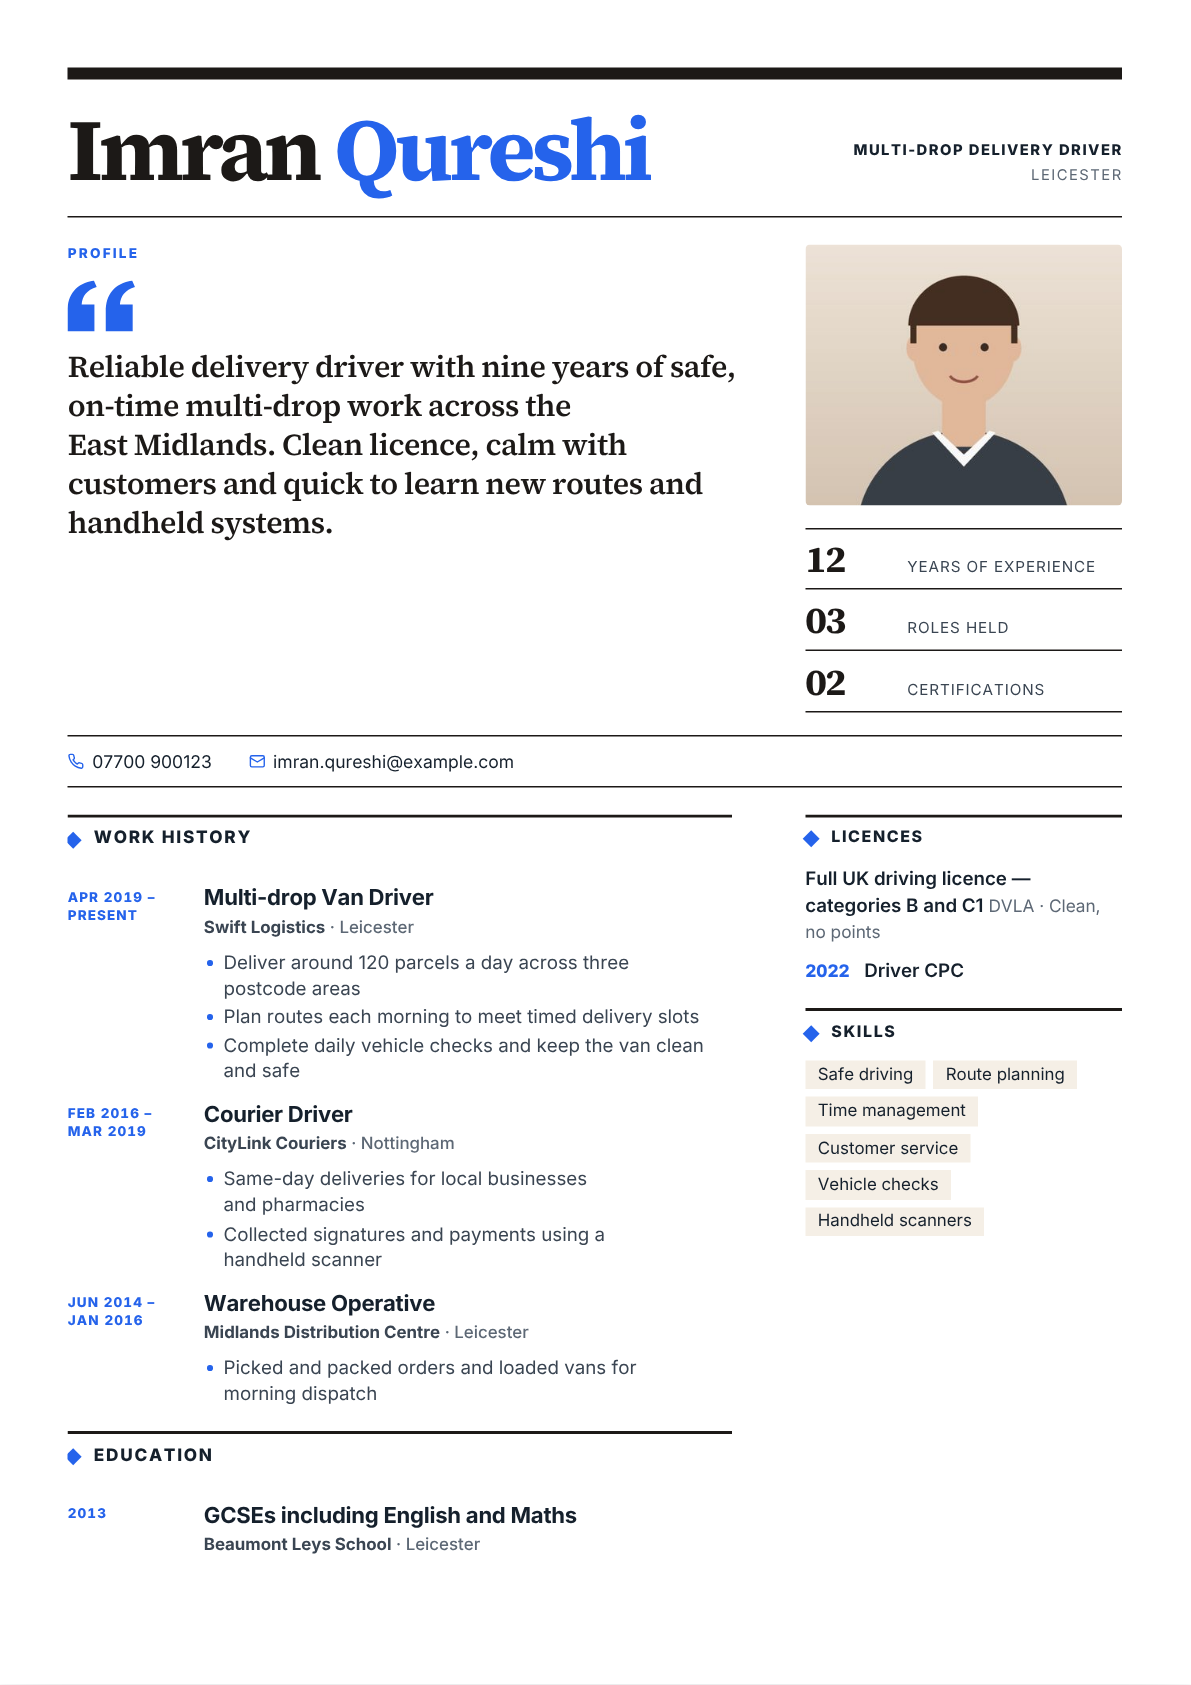 Imran Qureshi
MULTI-DROP DELIVERY DRIVER
LEICESTER
PROFILE
“
Reliable delivery driver with nine years of safe,
on-time multi-drop work across the
East Midlands. Clean licence, calm with
customers and quick to learn new routes and
handheld systems.
12 YEARS OF EXPERIENCE
03 ROLES HELD
02 CERTIFICATIONS
07700 900123 imran.qureshi@example.com
WORK HISTORY
APR 2019 –
PRESENT
Multi-drop Van Driver
Swift Logistics · Leicester
• Deliver around 120 parcels a day across three
postcode areas
• Plan routes each morning to meet timed delivery slots
• Complete daily vehicle checks and keep the van clean
and safe
FEB 2016 –
MAR 2019
Courier Driver
CityLink Couriers · Nottingham
• Same-day deliveries for local businesses
and pharmacies
• Collected signatures and payments using a
handheld scanner
JUN 2014 –
JAN 2016
Warehouse Operative
Midlands Distribution Centre · Leicester
• Picked and packed orders and loaded vans for
morning dispatch
EDUCATION
2013
GCSEs including English and Maths
Beaumont Leys School · Leicester
LICENCES
Full UK driving licence —
categories B and C1 DVLA · Clean,
no points
2022 Driver CPC
SKILLS
Safe driving Route planning
Time management
Customer service
Vehicle checks
Handheld scanners